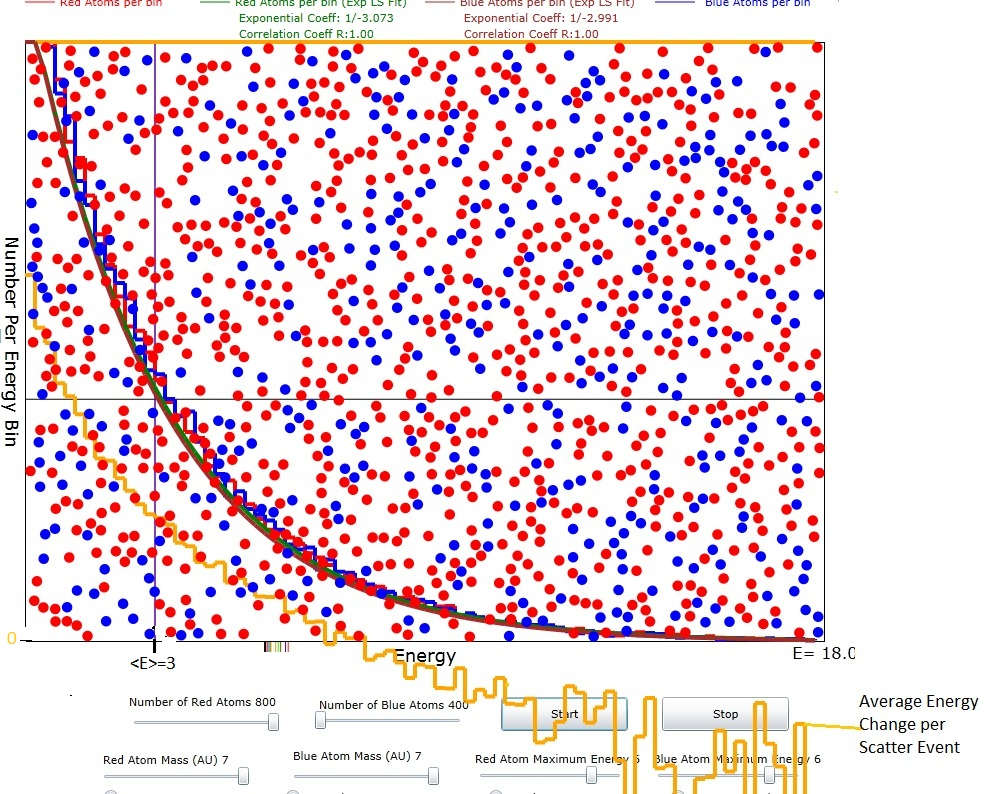 Red Atoms per bin
Red Atoms per bin (Exp LS Fit)
Exponential Coeff: 1/-3.073
Correlation Coeff R:1.00
Blue Atoms per bin (Exp LS Fit)
Exponential Coeff: 1/-2.991
Correlation Coeff R:1.00
Blue Atoms per bin
Number Per Energy Bin
0
<E>=3
Energy
E= 18.0
Number of Red Atoms 800
Number of Blue Atoms 400
Start
Stop
Average Energy
Change per
Scatter Event
Red Atom Mass (AU) 7
Blue Atom Mass (AU) 7
Red Atom Maximum Energy 6
Blue Atom Maximum Energy 6